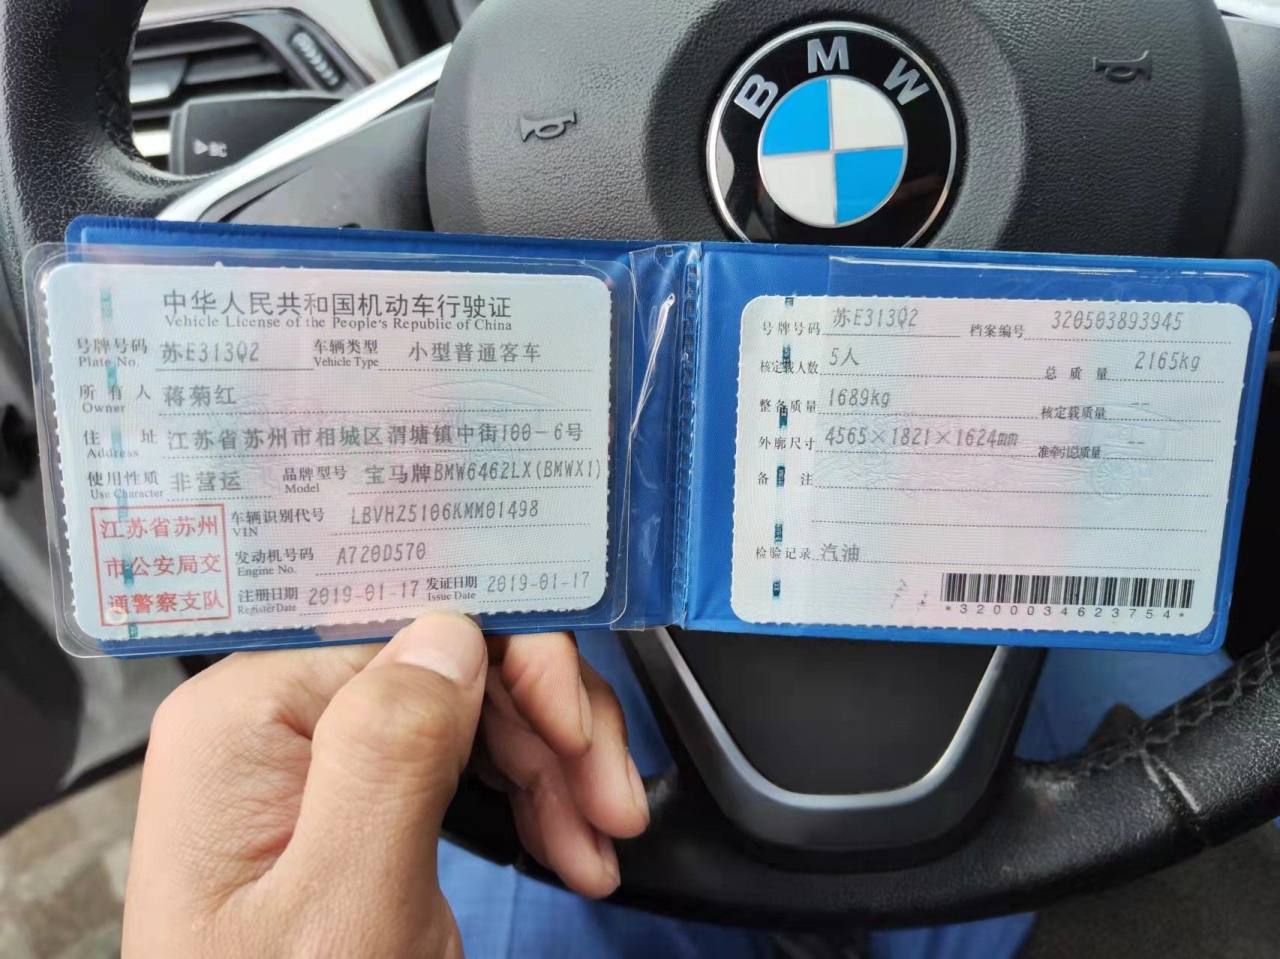 BMW
中华人民共和国机动车行驶证
Vehicle License of the People's Republic of China
号牌号码 苏E313Q2 车辆类型 小型普通客车
Plate No. Vehicle Type
所有人 蒋菊红
Owner
住址 江苏省苏州市相城区渭塘镇中街100-6号
Address
使用性质 非营运 品牌型号 宝马牌BMW6462LX(BMWX1)
Use Character Model
江苏省苏州
市公安局交
通警察支队
车辆识别代号 LBVHZ5106KMM01498
VIN
发动机号码 A720D570
Engine No.
注册日期 2019-01-17 发证日期 2019-01-17
Register Date Issue Date
号牌号码 苏E313Q2 档案编号 320503893945
核定载人数 5人 总质量 2165kg
整备质量 1689kg 核定载质量 --
外廓尺寸 4565×1821×1624mm 准牵引总质量 --
备注
检验记录 汽油
*3200034623754*